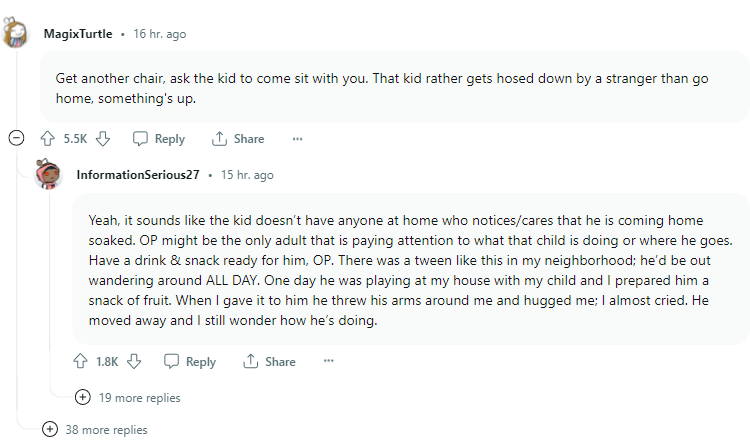 MagixTurtle • 16 hr. ago
Get another chair, ask the kid to come sit with you. That kid rather gets hosed down by a stranger than go
home, something's up.
5.5K Reply Share ···
InformationSerious27 • 15 hr. ago
Yeah, it sounds like the kid doesn't have anyone at home who notices/cares that he is coming home
soaked. OP might be the only adult that is paying attention to what that child is doing or where he goes.
Have a drink & snack ready for him, OP. There was a tween like this in my neighborhood; he'd be out
wandering around ALL DAY. One day he was playing at my house with my child and I prepared him a
snack of fruit. When I gave it to him he threw his arms around me and hugged me; I almost cried. He
moved away and I still wonder how he's doing.
1.8K Reply Share ···
19 more replies
38 more replies